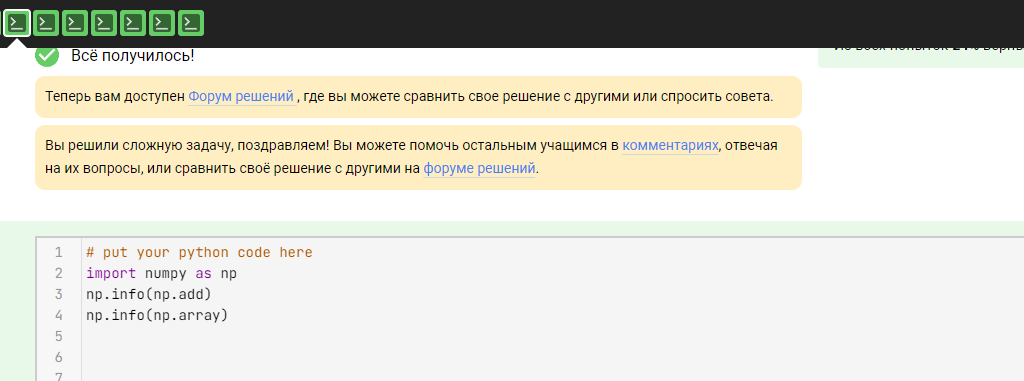 Всё получилось!
Теперь вам доступен Форум решений , где вы можете сравнить свое решение с другими или спросить совета.
Вы решили сложную задачу, поздравляем! Вы можете помочь остальным учащимся в комментариях, отвечая
на их вопросы, или сравнить своё решение с другими на форуме решений.
1 # put your python code here
2 import numpy as np
3 np.info(np.add)
4 np.info(np.array)
5
6
7